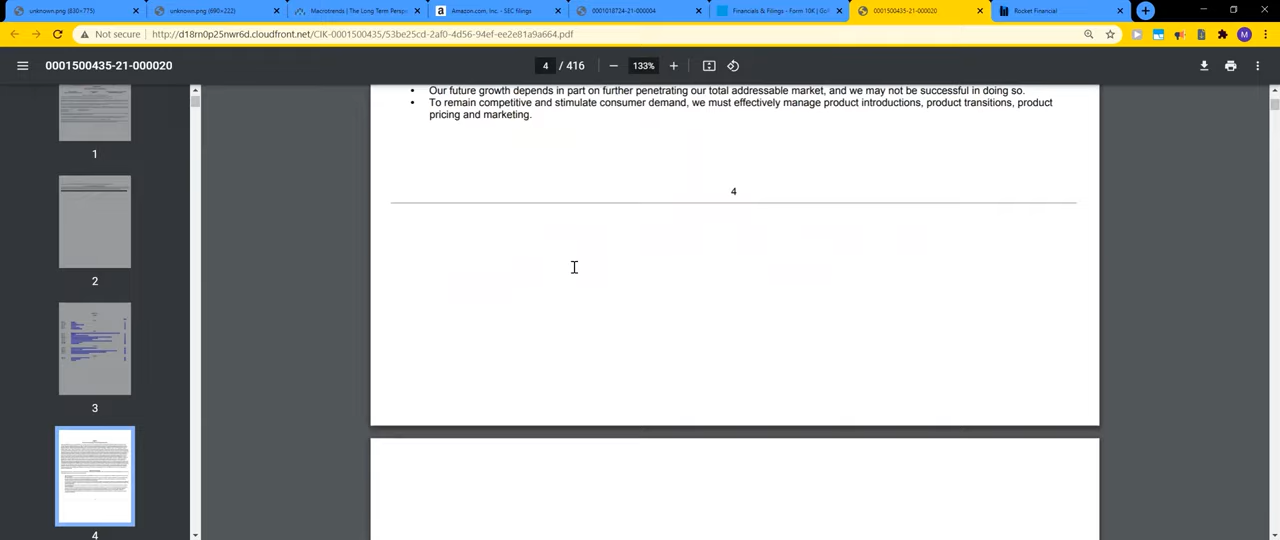 unknown.png (830×775)
unknown.png (690×222)
Macrotrends | The Long Term Persp
Amazon.com, Inc. - SEC filings
0001018724-21-000004
Financials & Filings - Form 10K | Go
0001500435-21-000020
Rocket Financial
Not secure
http://d18rn0p25nwr6d.cloudfront.net/CIK-0001500435/53be25cd-2af0-4d56-94ef-ee2e81a9a664.pdf
M
0001500435-21-000020
4 / 416
133%
• Our future growth depends in part on further penetrating our total addressable market, and we may not be successful in doing so.
• To remain competitive and stimulate consumer demand, we must effectively manage product introductions, product transitions, product
pricing and marketing.
4
1
2
3
4